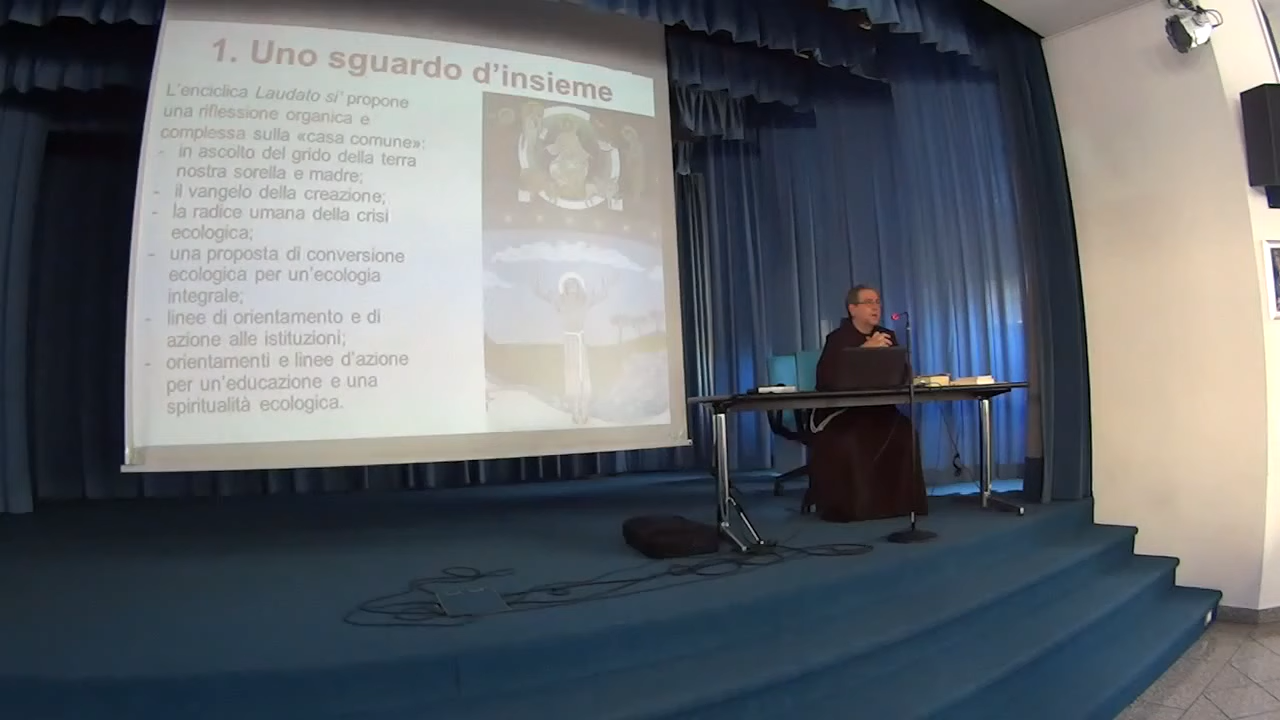 1. Uno sguardo d'insieme
L'enciclica Laudato si' propone
una riflessione organica e
complessa sulla «casa comune»:
- in ascolto del grido della terra
nostra sorella e madre;
- il vangelo della creazione;
- la radice umana della crisi
ecologica;
- una proposta di conversione
ecologica per un'ecologia
integrale;
- linee di orientamento e di
azione alle istituzioni;
- orientamenti e linee d'azione
per un'educazione e una
spiritualità ecologica.